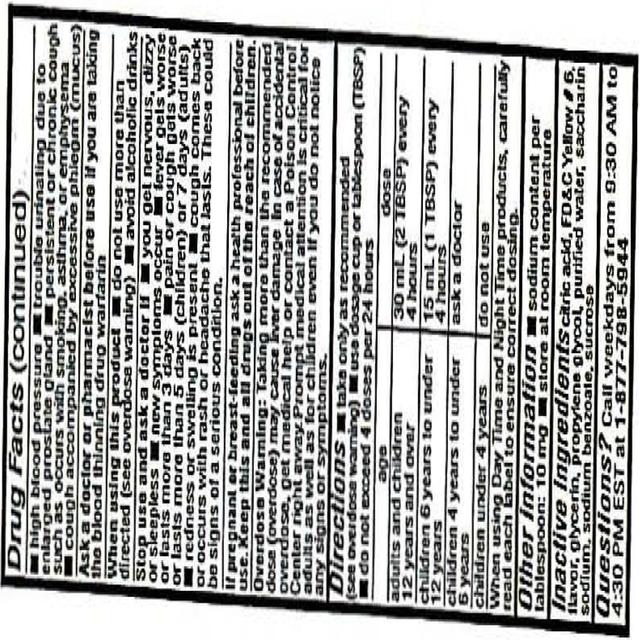 Drug Facts (continued)
■ high blood pressure ■ trouble urinating due to
enlarged prostate gland ■ persistent or chronic cough
such as occurs with smoking, asthma, or emphysema
■ cough accompanied by excessive phlegm (mucus)
Ask a doctor or pharmacist before use if you are taking
the blood thinning drug warfarin
When using this product ■ do not use more than
directed (see overdose warning) ■ avoid alcoholic drinks
Stop use and ask a doctor if ■ you get nervous, dizzy
or sleepless ■ new symptoms occur ■ fever gets worse
or lasts more than 3 days ■ pain or cough gets worse
or lasts more than 5 days (children) or 7 days (adults)
■ redness or swelling is present ■ cough comes back
or occurs with rash or headache that lasts. These could
be signs of a serious condition.
If pregnant or breast-feeding ask a health professional before
use. Keep this and all drugs out of the reach of children.
Overdose Warning: Taking more than the recommended
dose (overdose) may cause liver damage. In case of accidental
overdose, get medical help or contact a Poison Control
Center right away. Prompt medical attention is critical for
adults as well as for children even if you do not notice
any signs or symptoms.
Directions ■ take only as recommended
(see overdose warning) ■ use dosage cup or tablespoon (TBSP)
■ do not exceed 4 doses per 24 hours
age dose
adults and children 30 mL (2 TBSP) every
12 years and over 4 hours
children 6 years to under 15 mL (1 TBSP) every
12 years 4 hours
children 4 years to under ask a doctor
6 years
children under 4 years do not use
When using Day Time and Night Time products, carefully
read each label to ensure correct dosing.
Other information ■ sodium content per
tablespoon: 10 mg ■ store at room temperature
Inactive ingredients citric acid, FD&C Yellow # 6,
flavor, glycerin, propylene glycol, purified water, saccharin
sodium, sodium benzoate, sucrose
Questions? Call weekdays from 9:30 AM to
4:30 PM EST at 1-877-798-5944